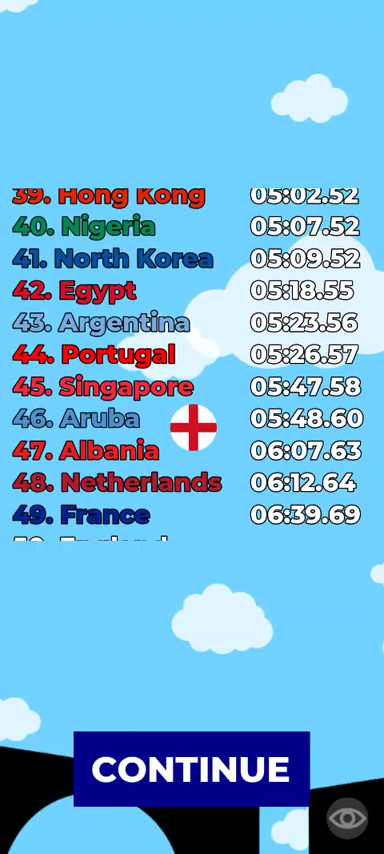 39. Hong Kong 05:02.52
40. Nigeria 05:07.52
41. North Korea 05:09.52
42. Egypt 05:18.55
43. Argentina 05:23.56
44. Portugal 05:26.57
45. Singapore 05:47.58
46. Aruba 05:48.60
47. Albania 06:07.63
48. Netherlands 06:12.64
49. France 06:39.69
50. England
CONTINUE